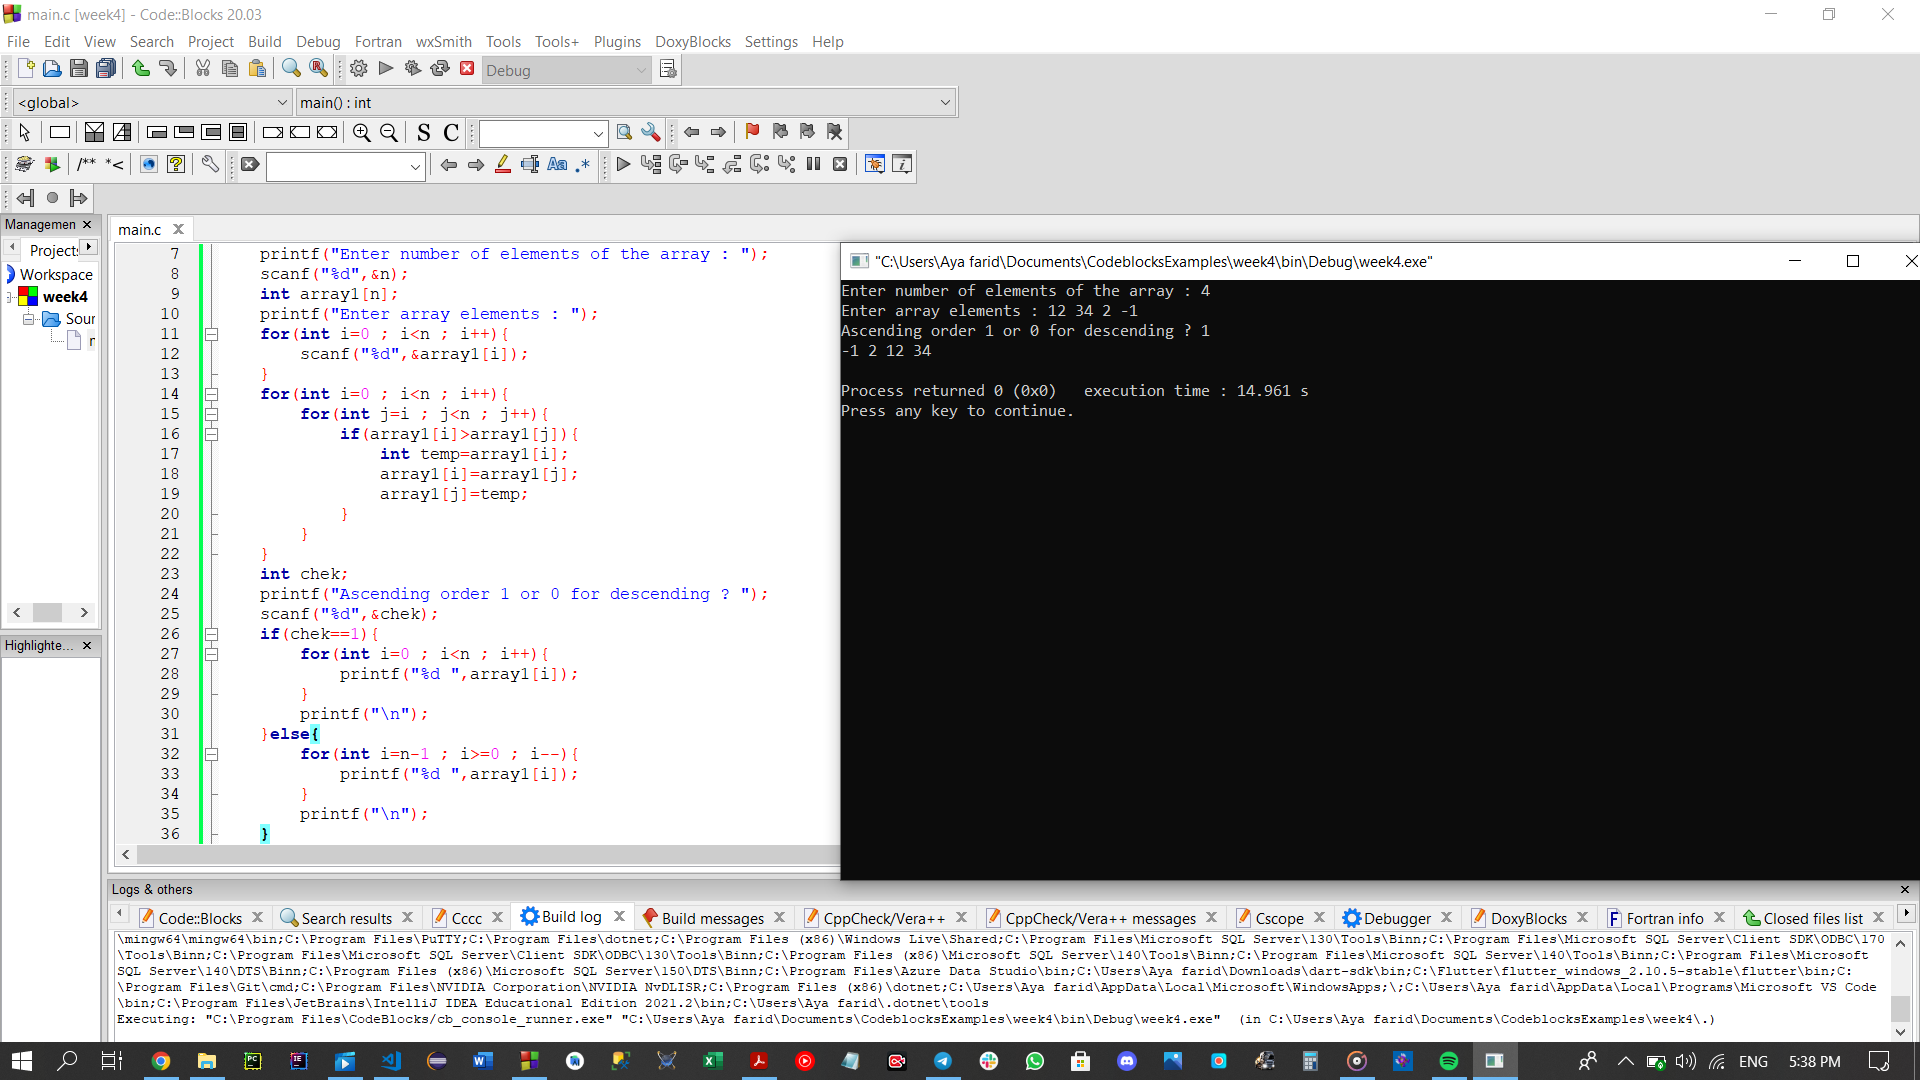 main.c [week4] - Code::Blocks 20.03
File Edit View Search Project Build Debug Fortran wxSmith Tools Tools+ Plugins DoxyBlocks Settings Help
Debug
<global> main() : int
S C
/** *<
Aa .*
Managemen
Projects
Workspace
week4
Sour
Highlighte...
main.c
7 printf("Enter number of elements of the array : ");
8 scanf("%d",&n);
9 int array1[n];
10 printf("Enter array elements : ");
11 for(int i=0 ; i<n ; i++){
12 scanf("%d",&array1[i]);
13 }
14 for(int i=0 ; i<n ; i++){
15 for(int j=i ; j<n ; j++){
16 if(array1[i]>array1[j]){
17 int temp=array1[i];
18 array1[i]=array1[j];
19 array1[j]=temp;
20 }
21 }
22 }
23 int chek;
24 printf("Ascending order 1 or 0 for descending ? ");
25 scanf("%d",&chek);
26 if(chek==1){
27 for(int i=0 ; i<n ; i++){
28 printf("%d ",array1[i]);
29 }
30 printf("\n");
31 }else{
32 for(int i=n-1 ; i>=0 ; i--){
33 printf("%d ",array1[i]);
34 }
35 printf("\n");
36 }
"C:\Users\Aya farid\Documents\CodeblocksExamples\week4\bin\Debug\week4.exe"
Enter number of elements of the array : 4
Enter array elements : 12 34 2 -1
Ascending order 1 or 0 for descending ? 1
-1 2 12 34
Process returned 0 (0x0) execution time : 14.961 s
Press any key to continue.
Logs & others
Code::Blocks Search results Cccc Build log Build messages CppCheck/Vera++ CppCheck/Vera++ messages Cscope Debugger DoxyBlocks Fortran info Closed files list
\mingw64\mingw64\bin;C:\Program Files\PuTTY;C:\Program Files\dotnet;C:\Program Files (x86)\Windows Live\Shared;C:\Program Files\Microsoft SQL Server\130\Tools\Binn;C:\Program Files\Microsoft SQL Server\Client SDK\ODBC\170
\Tools\Binn;C:\Program Files\Microsoft SQL Server\Client SDK\ODBC\130\Tools\Binn;C:\Program Files (x86)\Microsoft SQL Server\140\Tools\Binn;C:\Program Files\Microsoft SQL Server\140\Tools\Binn;C:\Program Files\Microsoft
SQL Server\140\DTS\Binn;C:\Program Files (x86)\Microsoft SQL Server\150\DTS\Binn;C:\Program Files\Azure Data Studio\bin;C:\Users\Aya farid\Downloads\dart-sdk\bin;C:\Flutter\flutter_windows_2.10.5-stable\flutter\bin;C:
\Program Files\Git\cmd;C:\Program Files\NVIDIA Corporation\NVIDIA NvDLISR;C:\Program Files (x86)\dotnet;C:\Users\Aya farid\AppData\Local\Microsoft\WindowsApps;\;C:\Users\Aya farid\AppData\Local\Programs\Microsoft VS Code
\bin;C:\Program Files\JetBrains\IntelliJ IDEA Educational Edition 2021.2\bin;C:\Users\Aya farid\.dotnet\tools
Executing: "C:\Program Files\CodeBlocks/cb_console_runner.exe" "C:\Users\Aya farid\Documents\CodeblocksExamples\week4\bin\Debug\week4.exe" (in C:\Users\Aya farid\Documents\CodeblocksExamples\week4\.)
ENG 5:38 PM